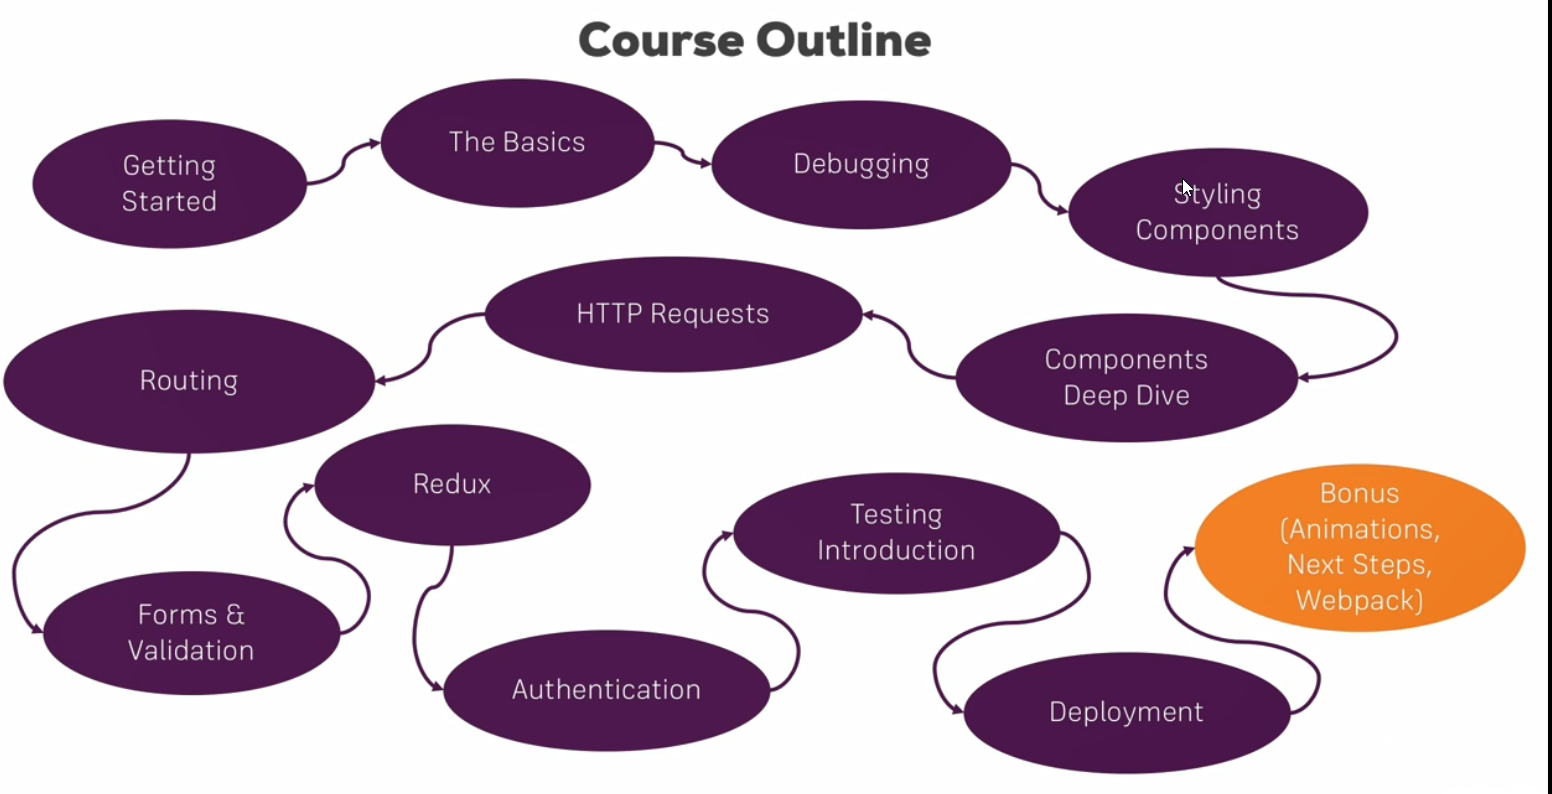 Course Outline
Getting
Started
The Basics
Debugging
Styling
Components
Components
Deep Dive
HTTP Requests
Routing
Forms &
Validation
Redux
Authentication
Testing
Introduction
Deployment
Bonus
(Animations,
Next Steps,
Webpack)